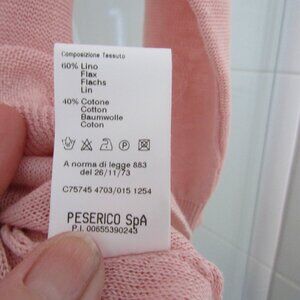 Composizione Tessuto
60% Lino
Flax
Flachs
Lin
40% Cotone
Cotton
Baumwolle
Coton
A norma di legge 883
del 26/11/73
C75745 4703/015 1254
PESERICO SpA
P.I. 00655390243